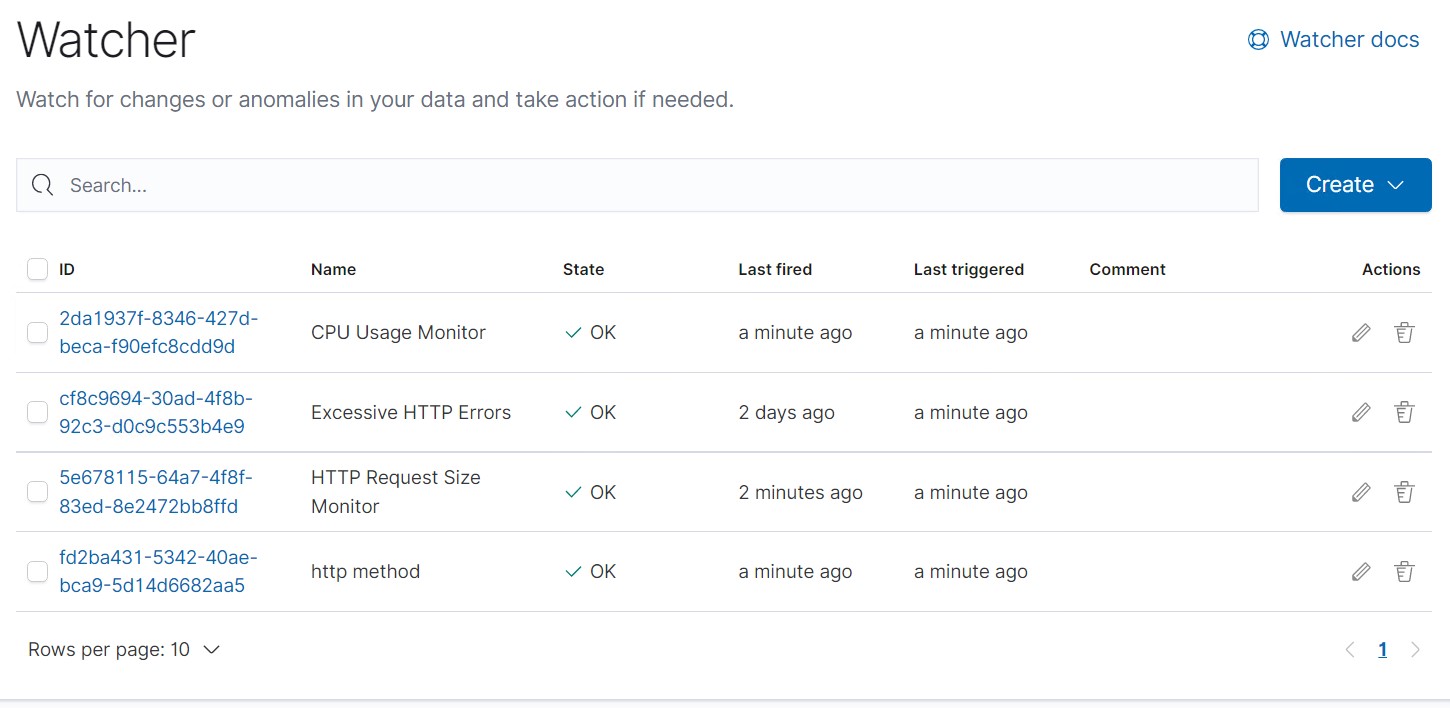 Watcher
Watcher docs
Watch for changes or anomalies in your data and take action if needed.
Search...
Create
ID Name State Last fired Last triggered Comment Actions
2da1937f-8346-427d-
beca-f90efc8cdd9d
CPU Usage Monitor OK a minute ago a minute ago
cf8c9694-30ad-4f8b-
92c3-d0c9c553b4e9
Excessive HTTP Errors OK 2 days ago a minute ago
5e678115-64a7-4f8f-
83ed-8e2472bb8ffd
HTTP Request Size
Monitor
OK 2 minutes ago a minute ago
fd2ba431-5342-40ae-
bca9-5d14d6682aa5
http method OK a minute ago a minute ago
Rows per page: 10
1